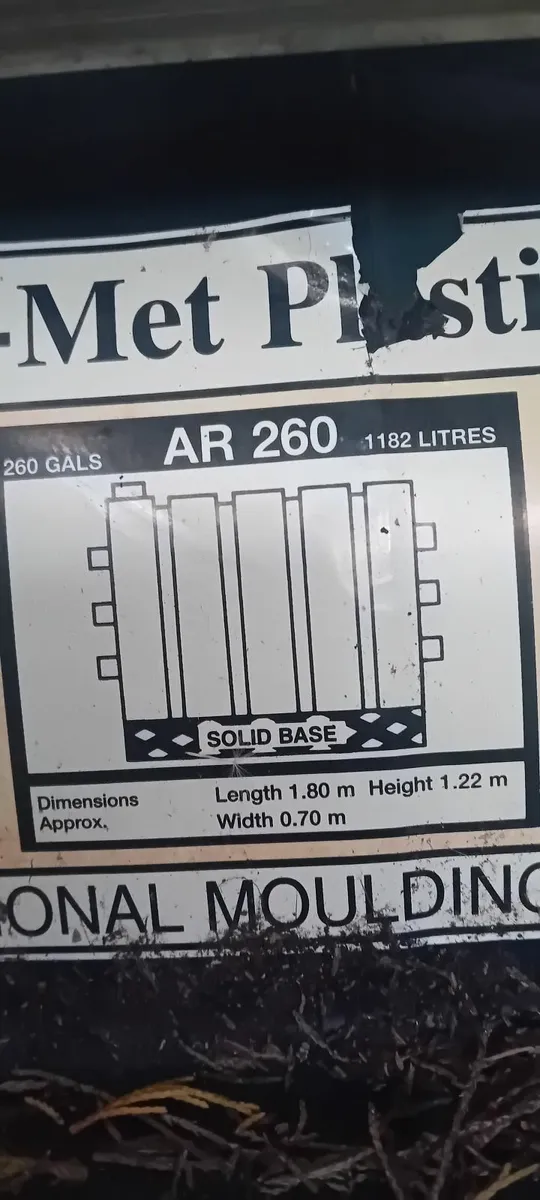 -Met Pl sti
260 GALS AR 260 1182 LITRES
SOLID BASE
Dimensions Length 1.80 m Height 1.22 m
Approx. Width 0.70 m
ONAL MOULDING